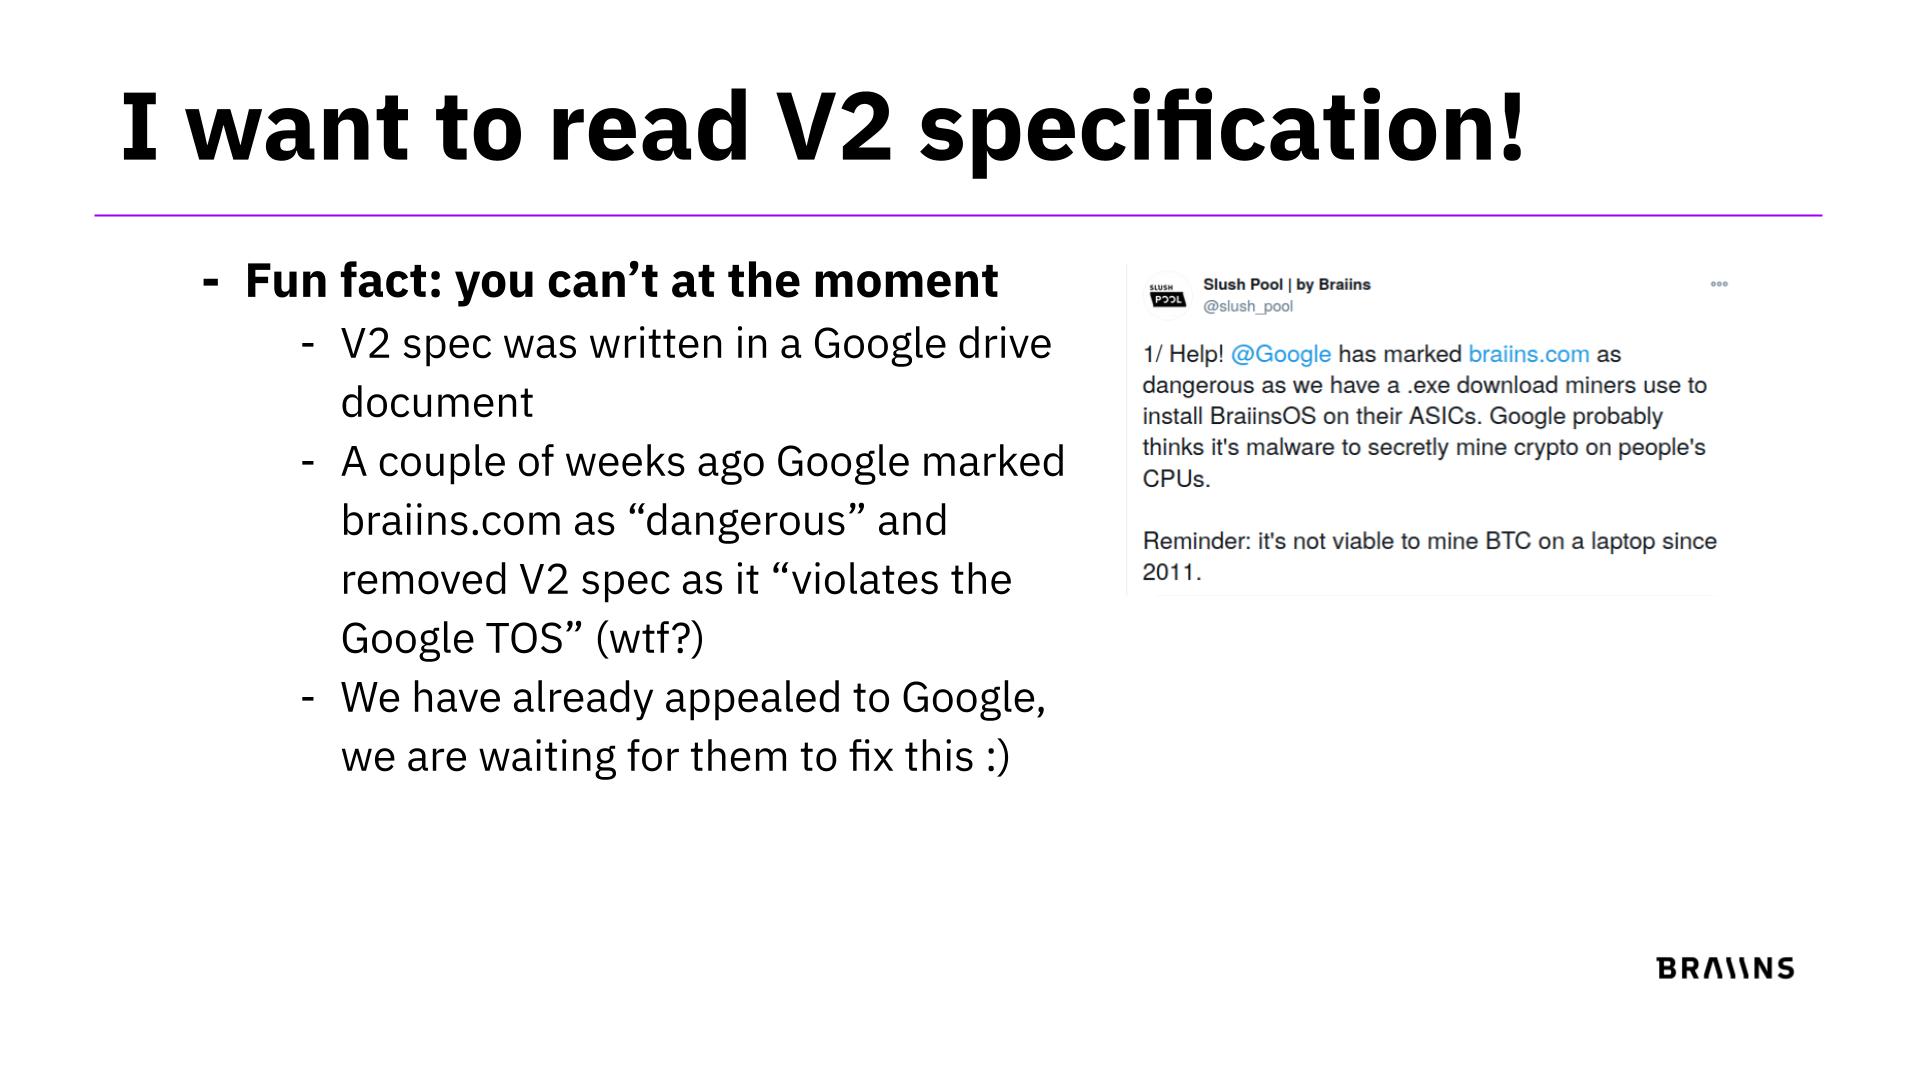 I want to read V2 specification!
- Fun fact: you can’t at the moment
- V2 spec was written in a Google drive
document
- A couple of weeks ago Google marked
braiins.com as “dangerous” and
removed V2 spec as it “violates the
Google TOS” (wtf?)
- We have already appealed to Google,
we are waiting for them to fix this :)
SLUSH
POOL
Slush Pool | by Braiins
@slush_pool
1/ Help! @Google has marked braiins.com as
dangerous as we have a .exe download miners use to
install BraiinsOS on their ASICs. Google probably
thinks it's malware to secretly mine crypto on people's
CPUs.
Reminder: it's not viable to mine BTC on a laptop since
2011.
BRAIINS